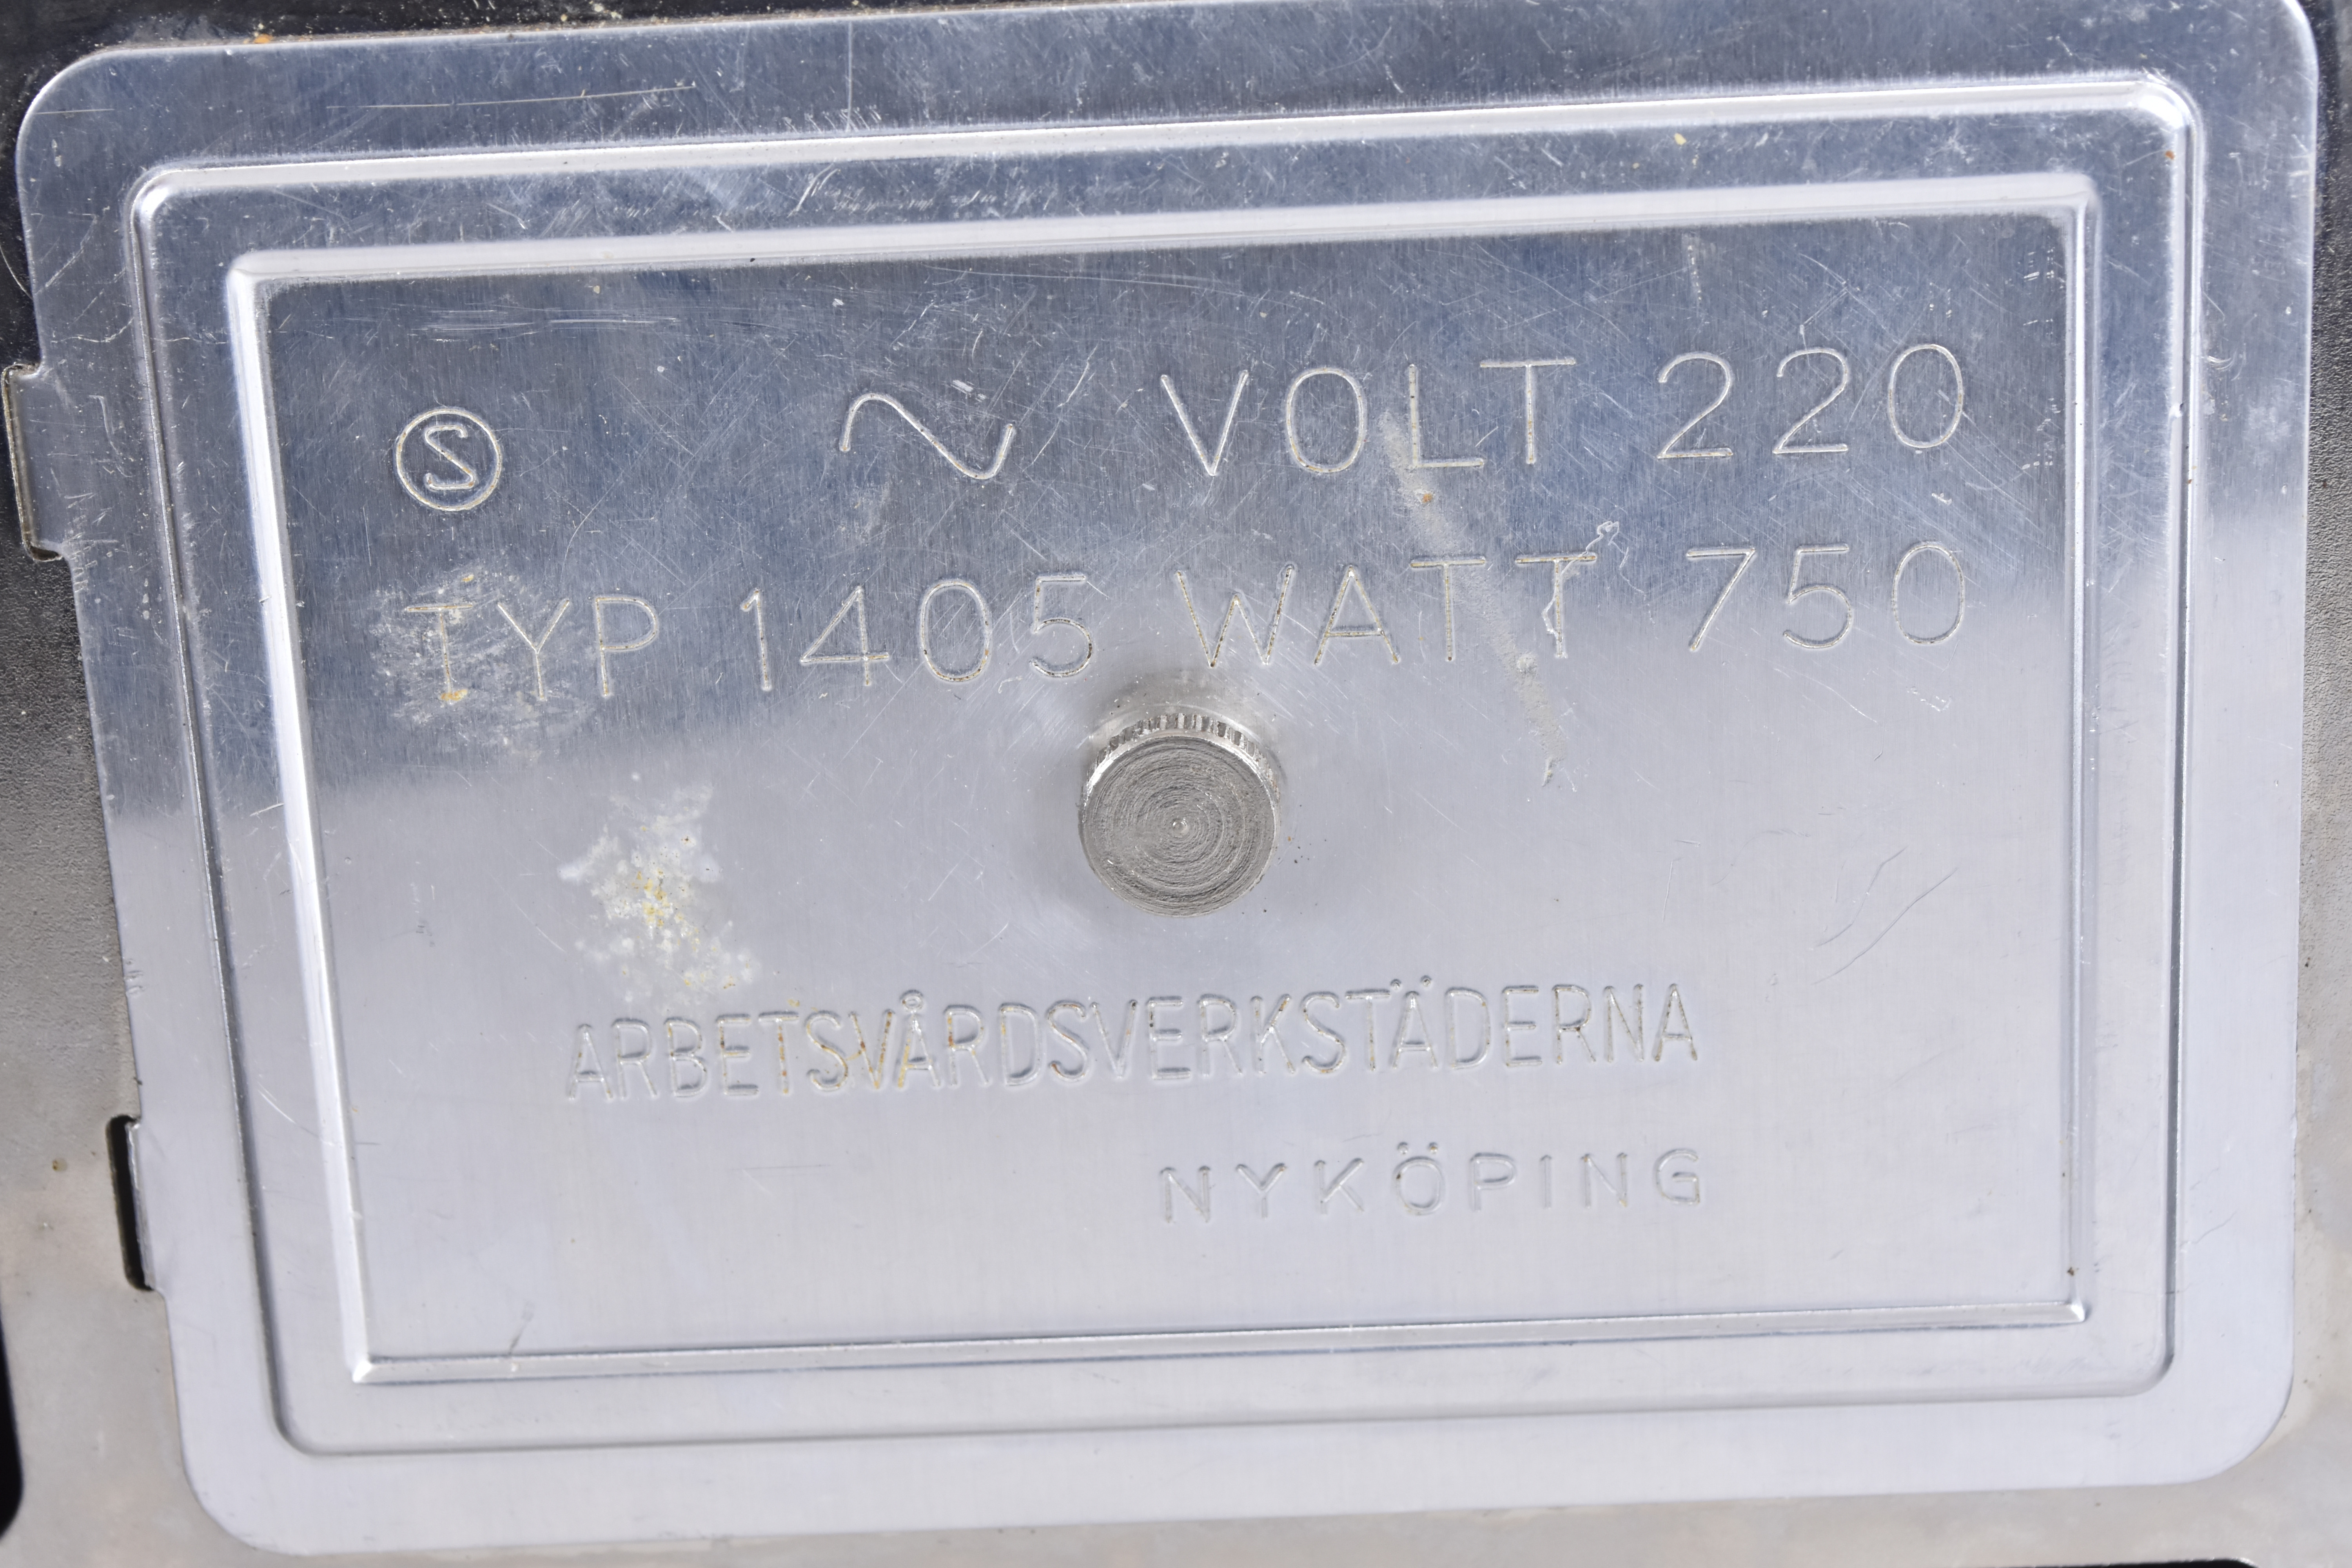 Ⓢ ~ VOLT 220
TYP 1405 WATT 750
ARBETSVÅRDSVERKSTÄDERNA
NYKÖPING